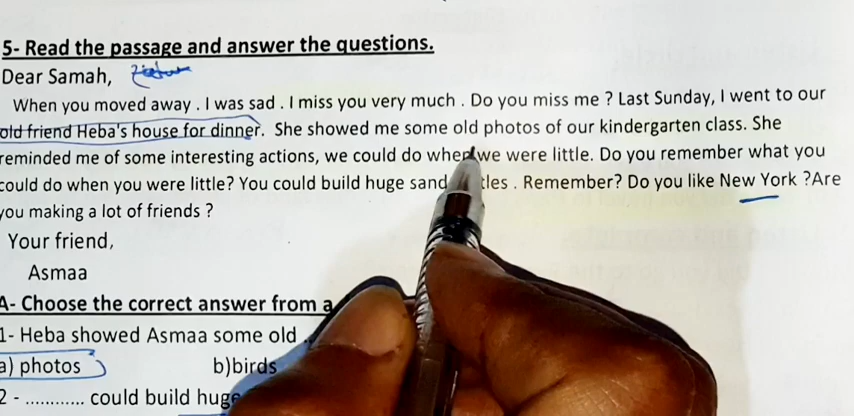 5- Read the passage and answer the questions.
Dear Samah,
When you moved away . I was sad . I miss you very much . Do you miss me ? Last Sunday, I went to our
old friend Heba's house for dinner. She showed me some old photos of our kindergarten class. She
reminded me of some interesting actions, we could do when we were little. Do you remember what you
could do when you were little? You could build huge sand tles . Remember? Do you like New York ?Are
you making a lot of friends ?
Your friend,
Asmaa
A- Choose the correct answer from a
1- Heba showed Asmaa some old
a) photos b)birds
2 - ............ could build huge